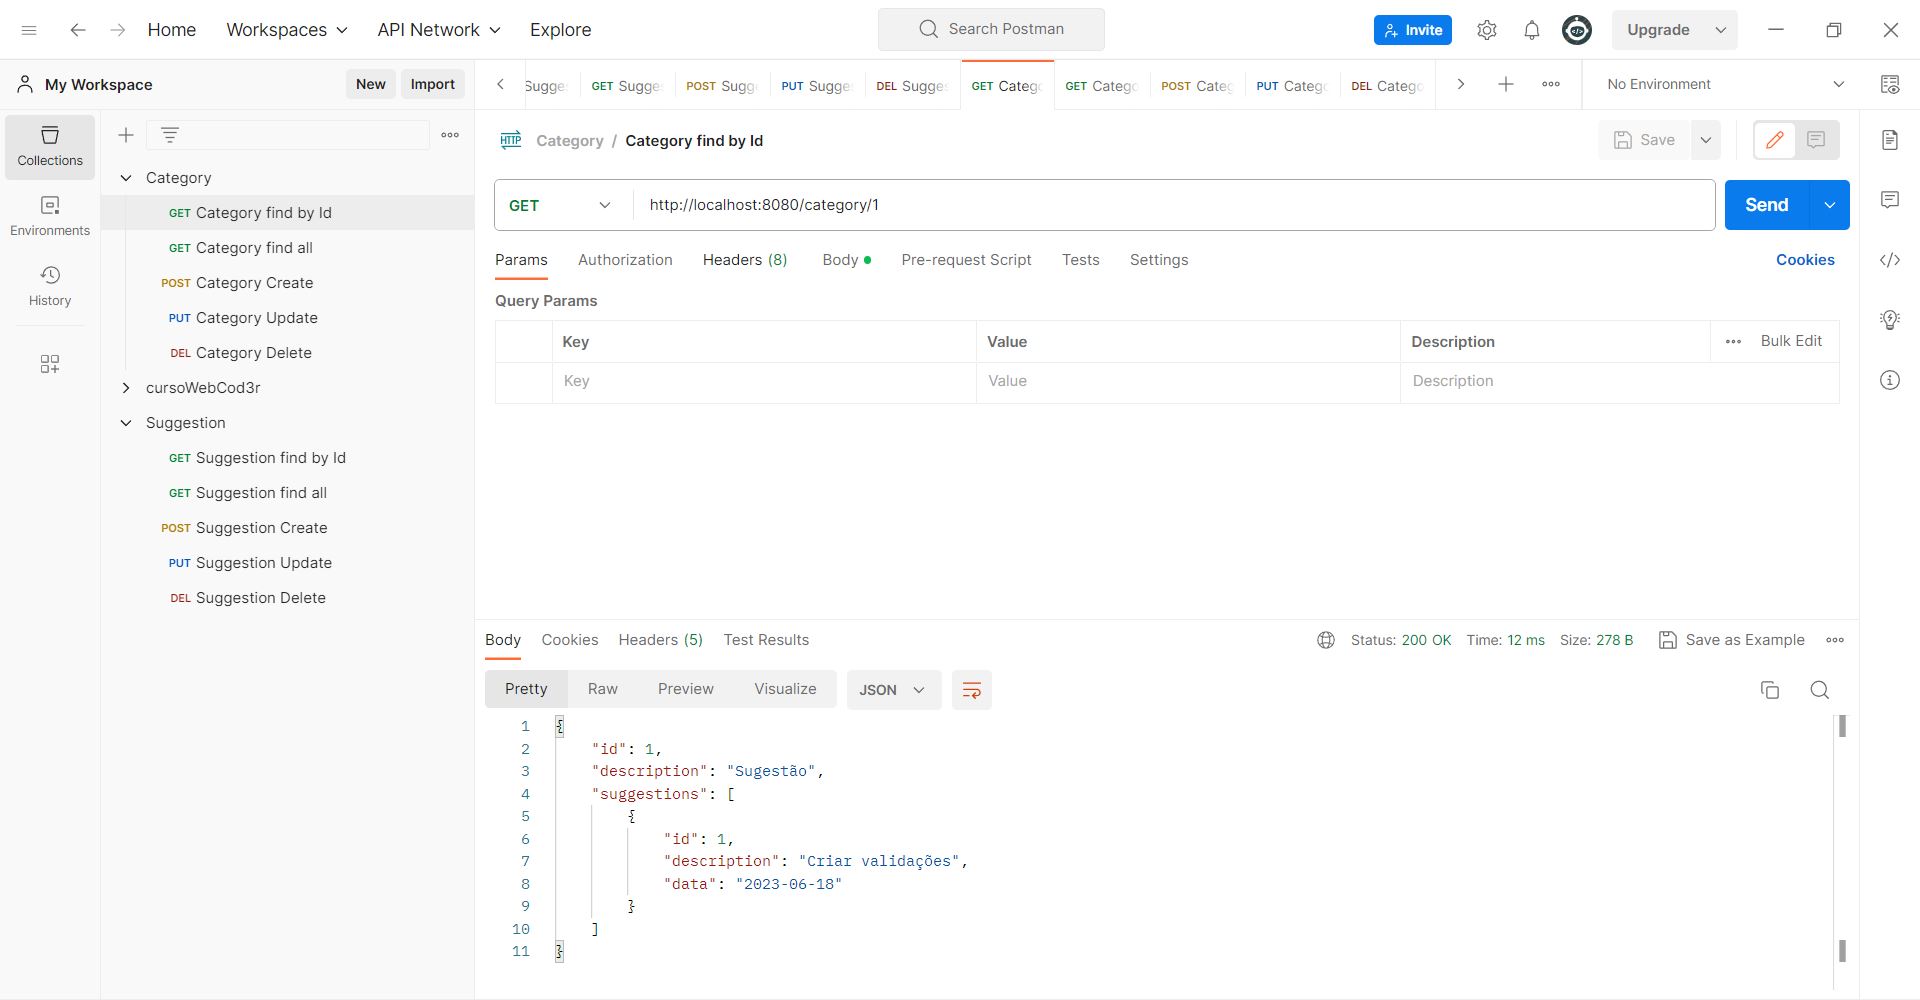 Home Workspaces API Network Explore Search Postman Invite Upgrade
My Workspace New Import
Sugge GET Sugge POST Sugg PUT Sugge DEL Sugge GET Categ GET Catego POST Categ PUT Catego DEL Catego No Environment
Collections
Environments
History
Category
GET Category find by Id
GET Category find all
POST Category Create
PUT Category Update
DEL Category Delete
cursoWebCod3r
Suggestion
GET Suggestion find by Id
GET Suggestion find all
POST Suggestion Create
PUT Suggestion Update
DEL Suggestion Delete
HTTP Category / Category find by Id Save
GET http://localhost:8080/category/1 Send
Params Authorization Headers (8) Body Pre-request Script Tests Settings Cookies
Query Params
Key Value Description Bulk Edit
Key Value Description
Body Cookies Headers (5) Test Results Status: 200 OK Time: 12 ms Size: 278 B Save as Example
Pretty Raw Preview Visualize JSON
1 {
2 "id": 1,
3 "description": "Sugestão",
4 "suggestions": [
5 {
6 "id": 1,
7 "description": "Criar validações",
8 "data": "2023-06-18"
9 }
10 ]
11 }